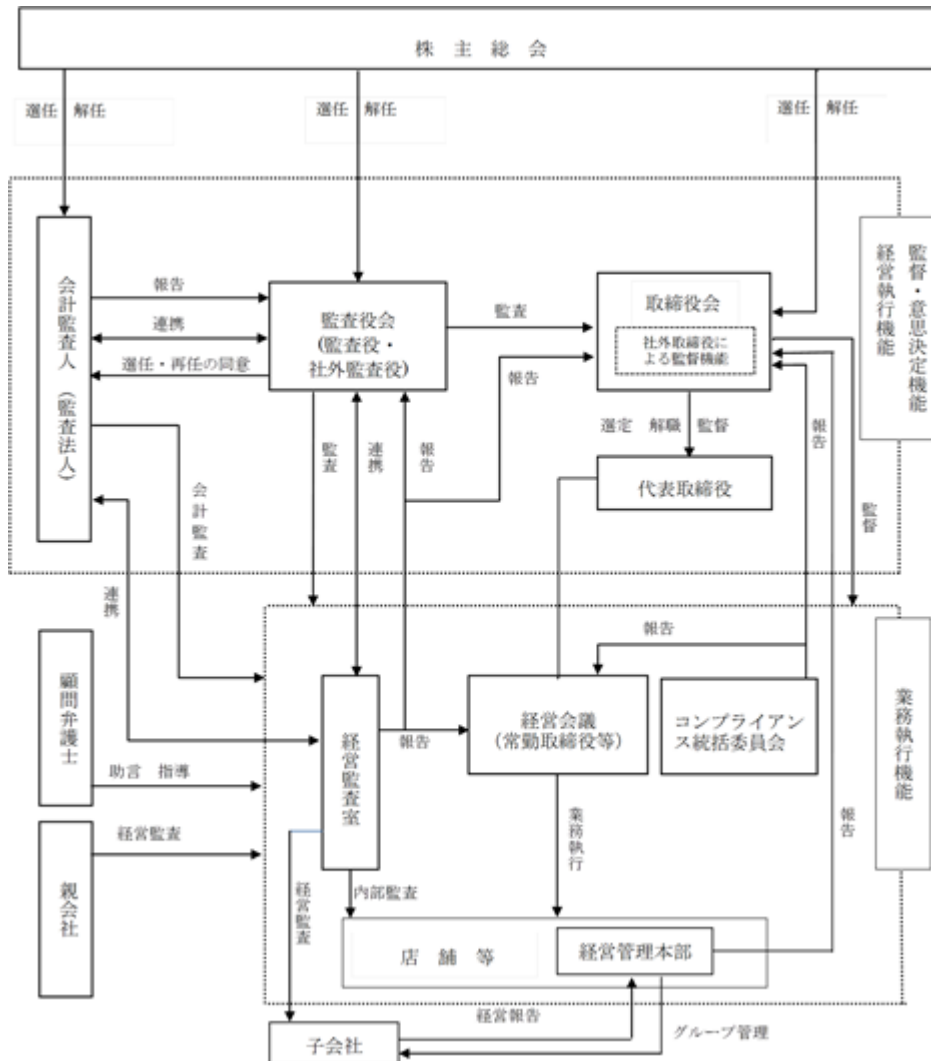 株 主 総 会
選任 解任
選任 解任
選任 解任
会計監査人（監査法人）
報告
連携
選任・再任の同意
監査役会
（監査役・
社外監査役）
監査
報告
取締役会
社外取締役に
よる監督機能
選定 解職 監督
代表取締役
監督・意思決定機能
経営執行機能
会計監査
監査
連携
報告
報告
監督
連携
顧問弁護士
助言 指導
親会社
経営監査
経営監査室
報告
経営会議
（常勤取締役等）
報告
コンプライアン
ス統括委員会
業務執行機能
業務執行
報告
経営監査
内部監査
店 舗 等
経営管理本部
経営報告
グループ管理
子会社